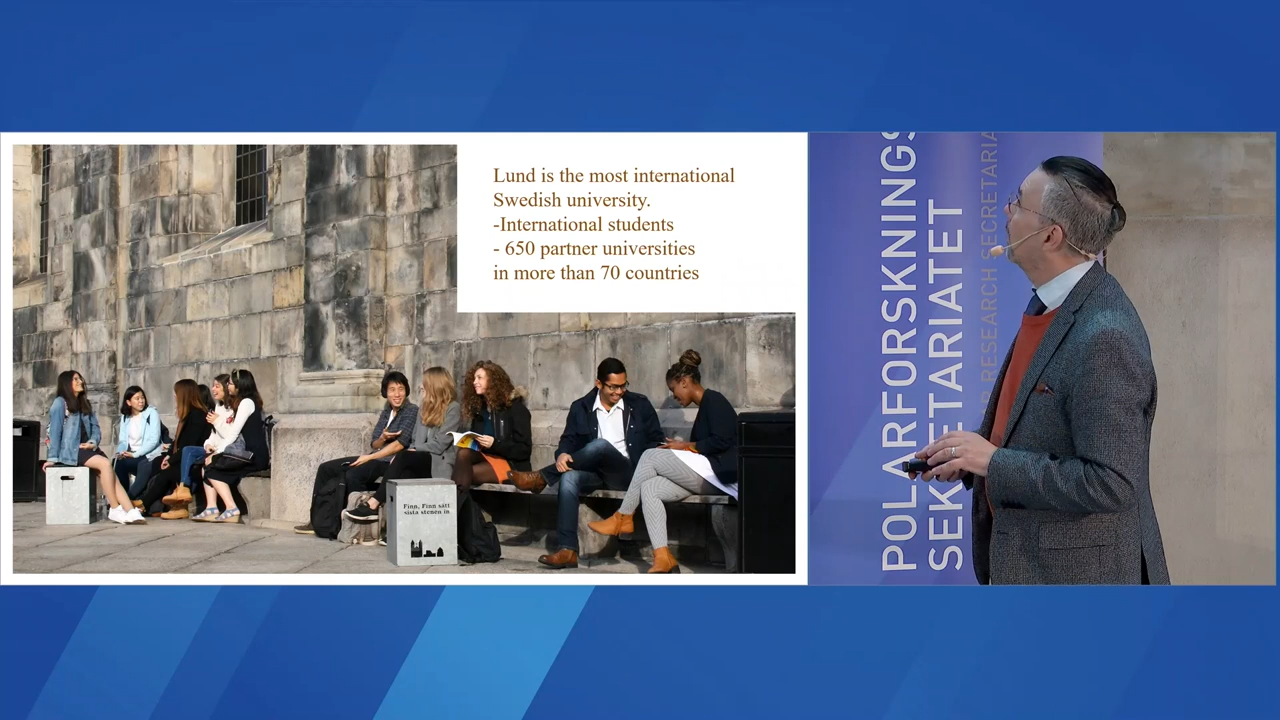 Lund is the most international
Swedish university.
-International students
- 650 partner universities
in more than 70 countries
Finn, Finn sätt
sista stenen in
POLARFORSKNINGS
SEKRETARIATET
RESEARCH SECRETARIA